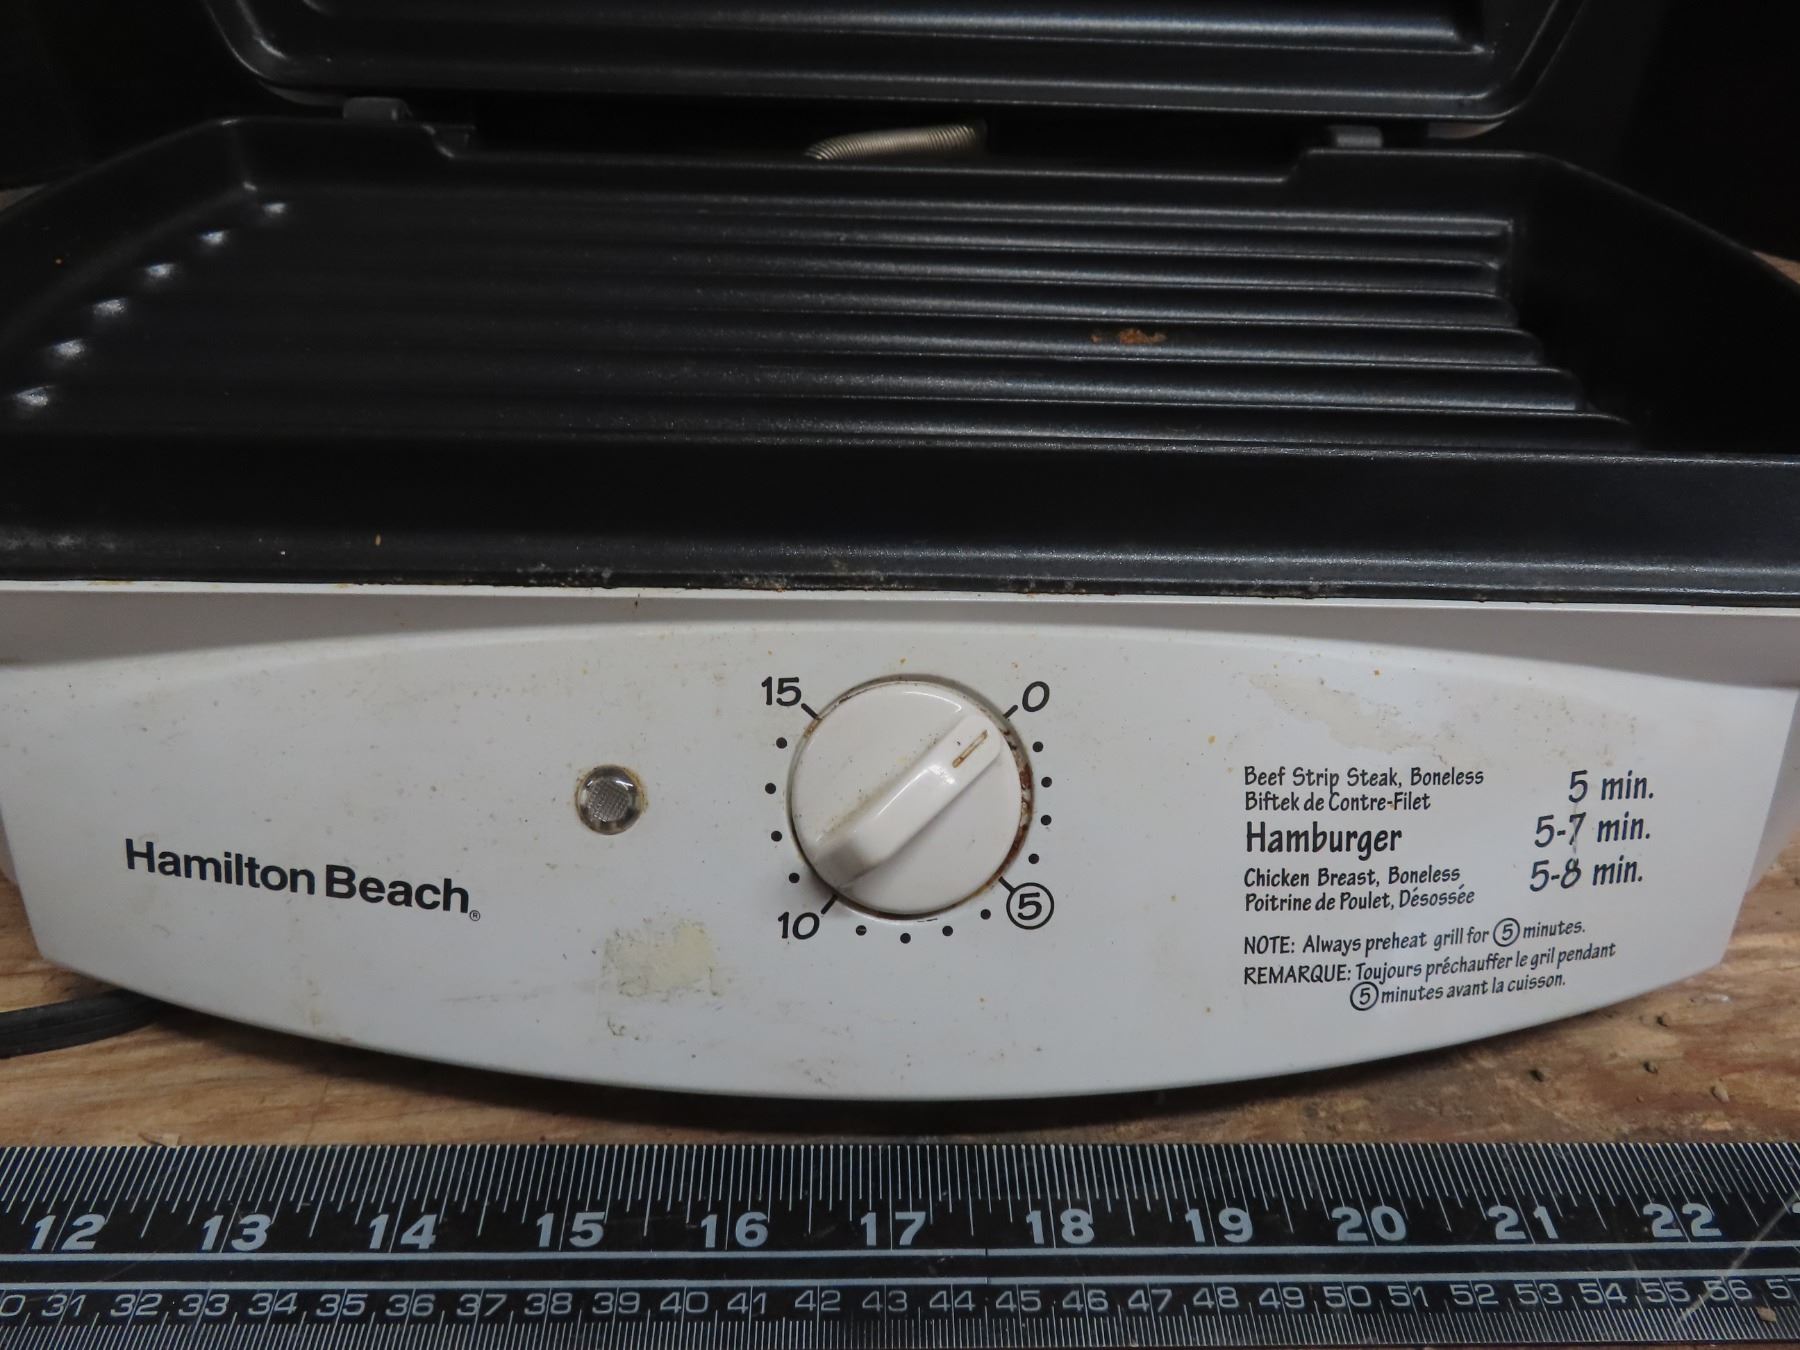 15
0
10
5
Hamilton Beach®
Beef Strip Steak, Boneless 5 min.
Biftek de Contre-Filet
Hamburger 5-7 min.
Chicken Breast, Boneless 5-8 min.
Poitrine de Poulet, Désossée
NOTE: Always preheat grill for 5 minutes.
REMARQUE: Toujours préchauffer le gril pendant
5 minutes avant la cuisson.
12 13 14 15 16 17 18 19 20 21 22
31 32 33 34 35 36 37 38 39 40 41 42 43 44 45 46 47 48 49 50 51 52 53 54 55 56